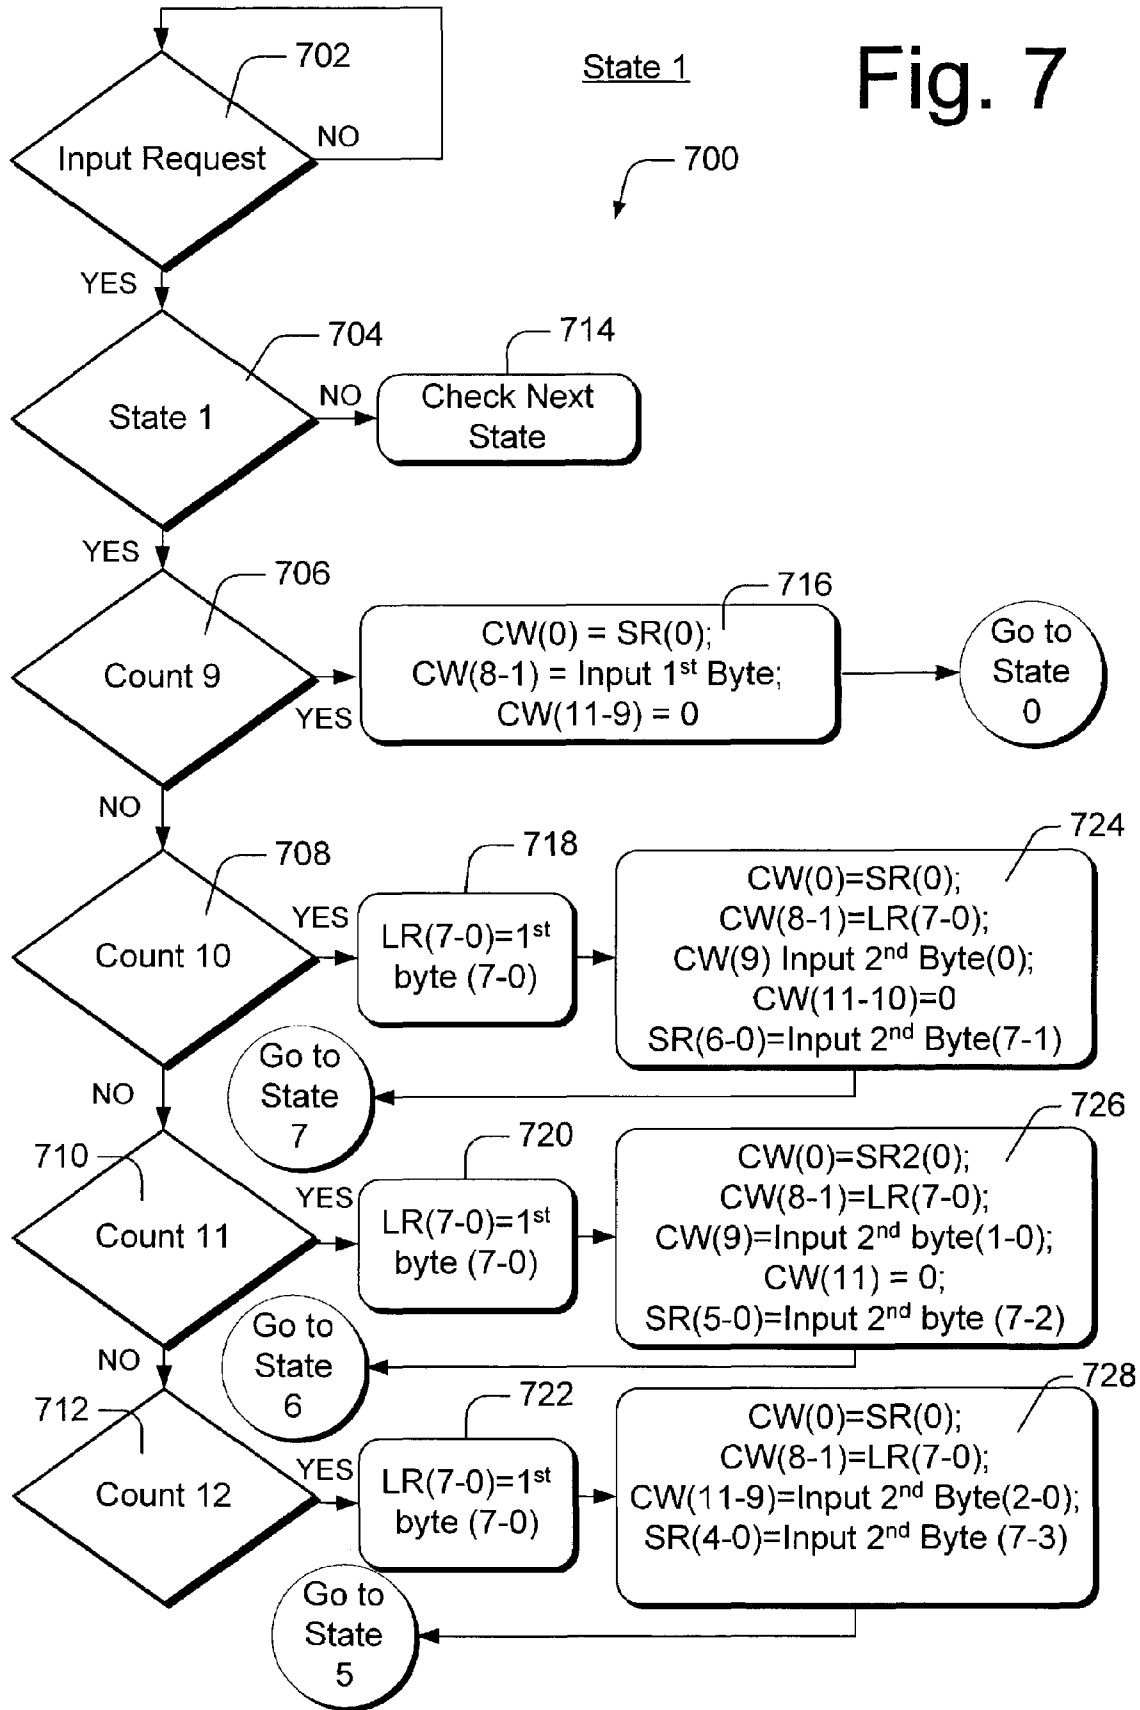 Fig. 7
State 1
700
702
Input Request
NO
YES
704
State 1
NO
714
Check Next
State
YES
706
Count 9
YES
716
CW(0) = SR(0);
CW(8-1) = Input 1st Byte;
CW(11-9) = 0
Go to
State
0
NO
708
Count 10
YES
718
LR(7-0)=1st
byte (7-0)
724
CW(0)=SR(0);
CW(8-1)=LR(7-0);
CW(9) Input 2nd Byte(0);
CW(11-10)=0
SR(6-0)=Input 2nd Byte(7-1)
Go to
State
7
NO
710
Count 11
YES
720
LR(7-0)=1st
byte (7-0)
726
CW(0)=SR2(0);
CW(8-1)=LR(7-0);
CW(9)=Input 2nd byte(1-0);
CW(11) = 0;
SR(5-0)=Input 2nd byte (7-2)
Go to
State
6
NO
712
Count 12
YES
722
LR(7-0)=1st
byte (7-0)
728
CW(0)=SR(0);
CW(8-1)=LR(7-0);
CW(11-9)=Input 2nd Byte(2-0);
SR(4-0)=Input 2nd Byte (7-3)
Go to
State
5